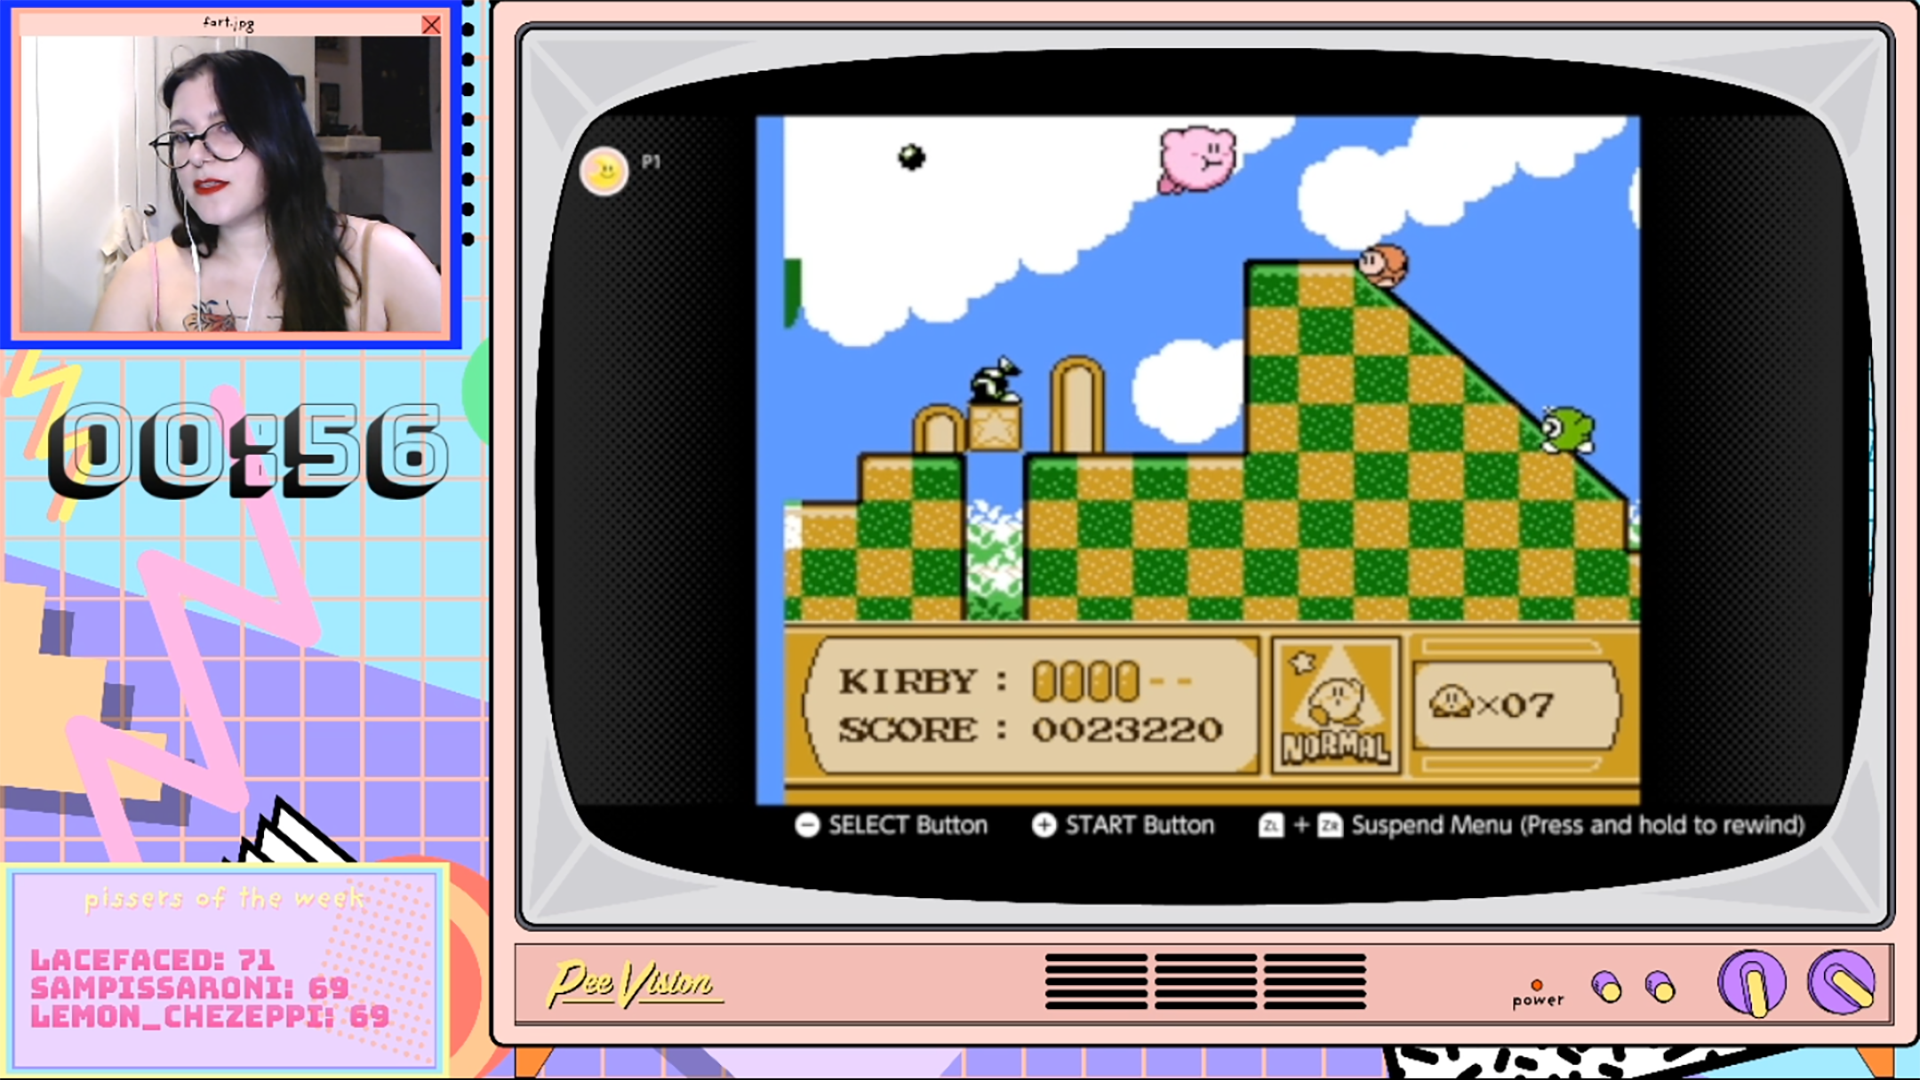 fart.jpg
P1
00:56
KIRBY :
SCORE : 0023220
NORMAL
×07
SELECT Button
START Button
ZL + ZR Suspend Menu (Press and hold to rewind)
pissers of the week
LACEFACED: 71
SAMPISSARONI: 69
LEMON_CHEZEPPI: 69
Pee Vision
power